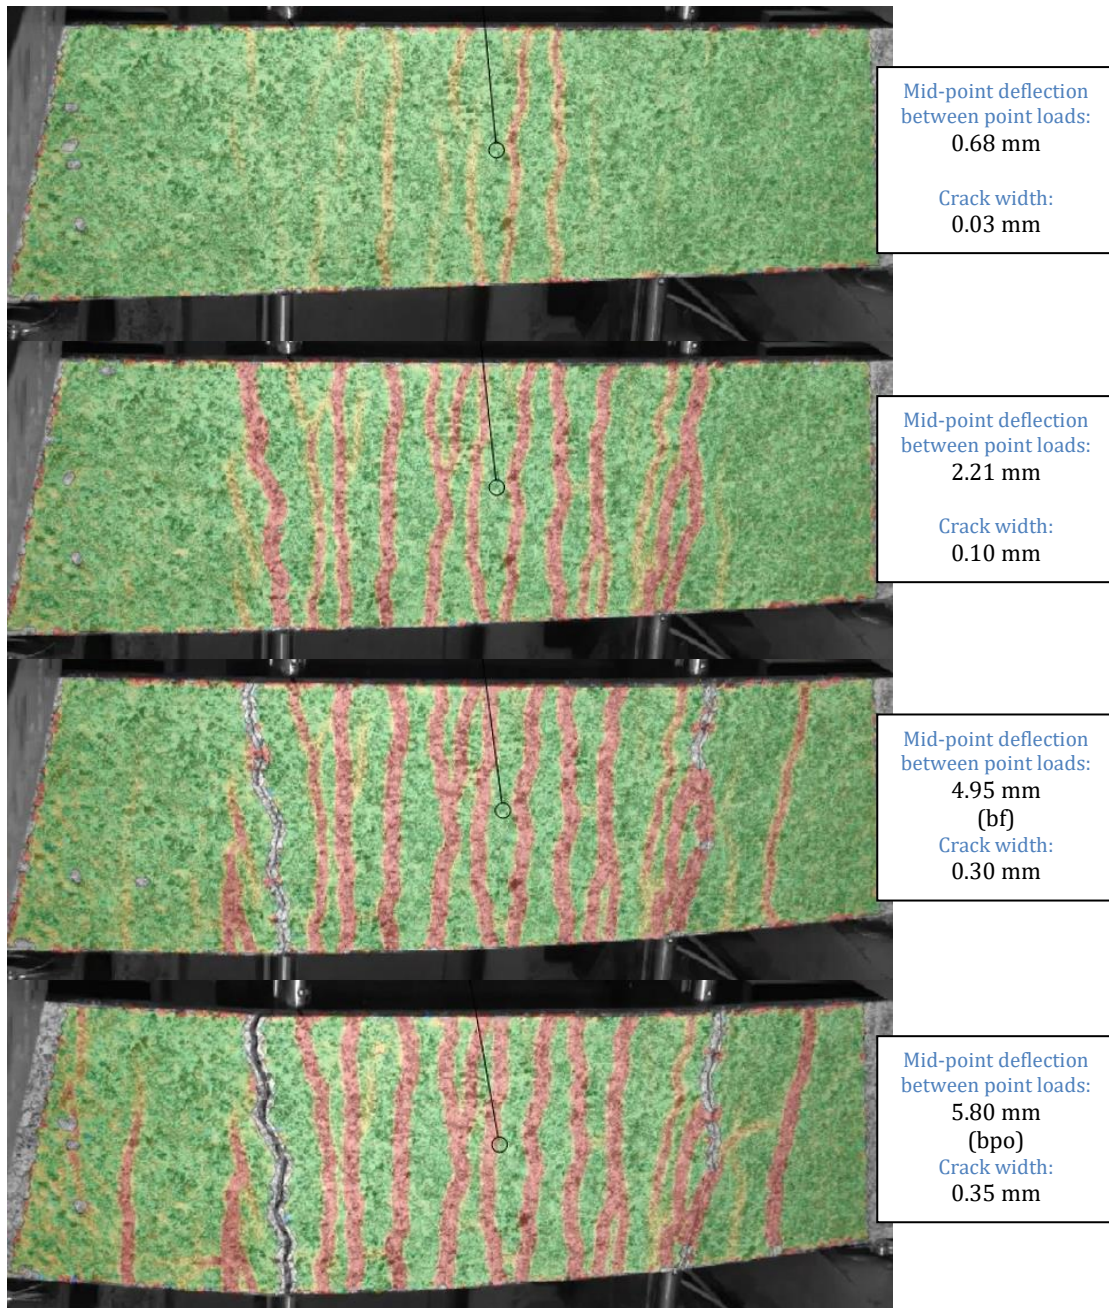 Mid-point deflection
between point loads:
0.68 mm
Crack width:
0.03 mm
Mid-point deflection
between point loads:
2.21 mm
Crack width:
0.10 mm
Mid-point deflection
between point loads:
4.95 mm
(bf)
Crack width:
0.30 mm
Mid-point deflection
between point loads:
5.80 mm
(bpo)
Crack width:
0.35 mm